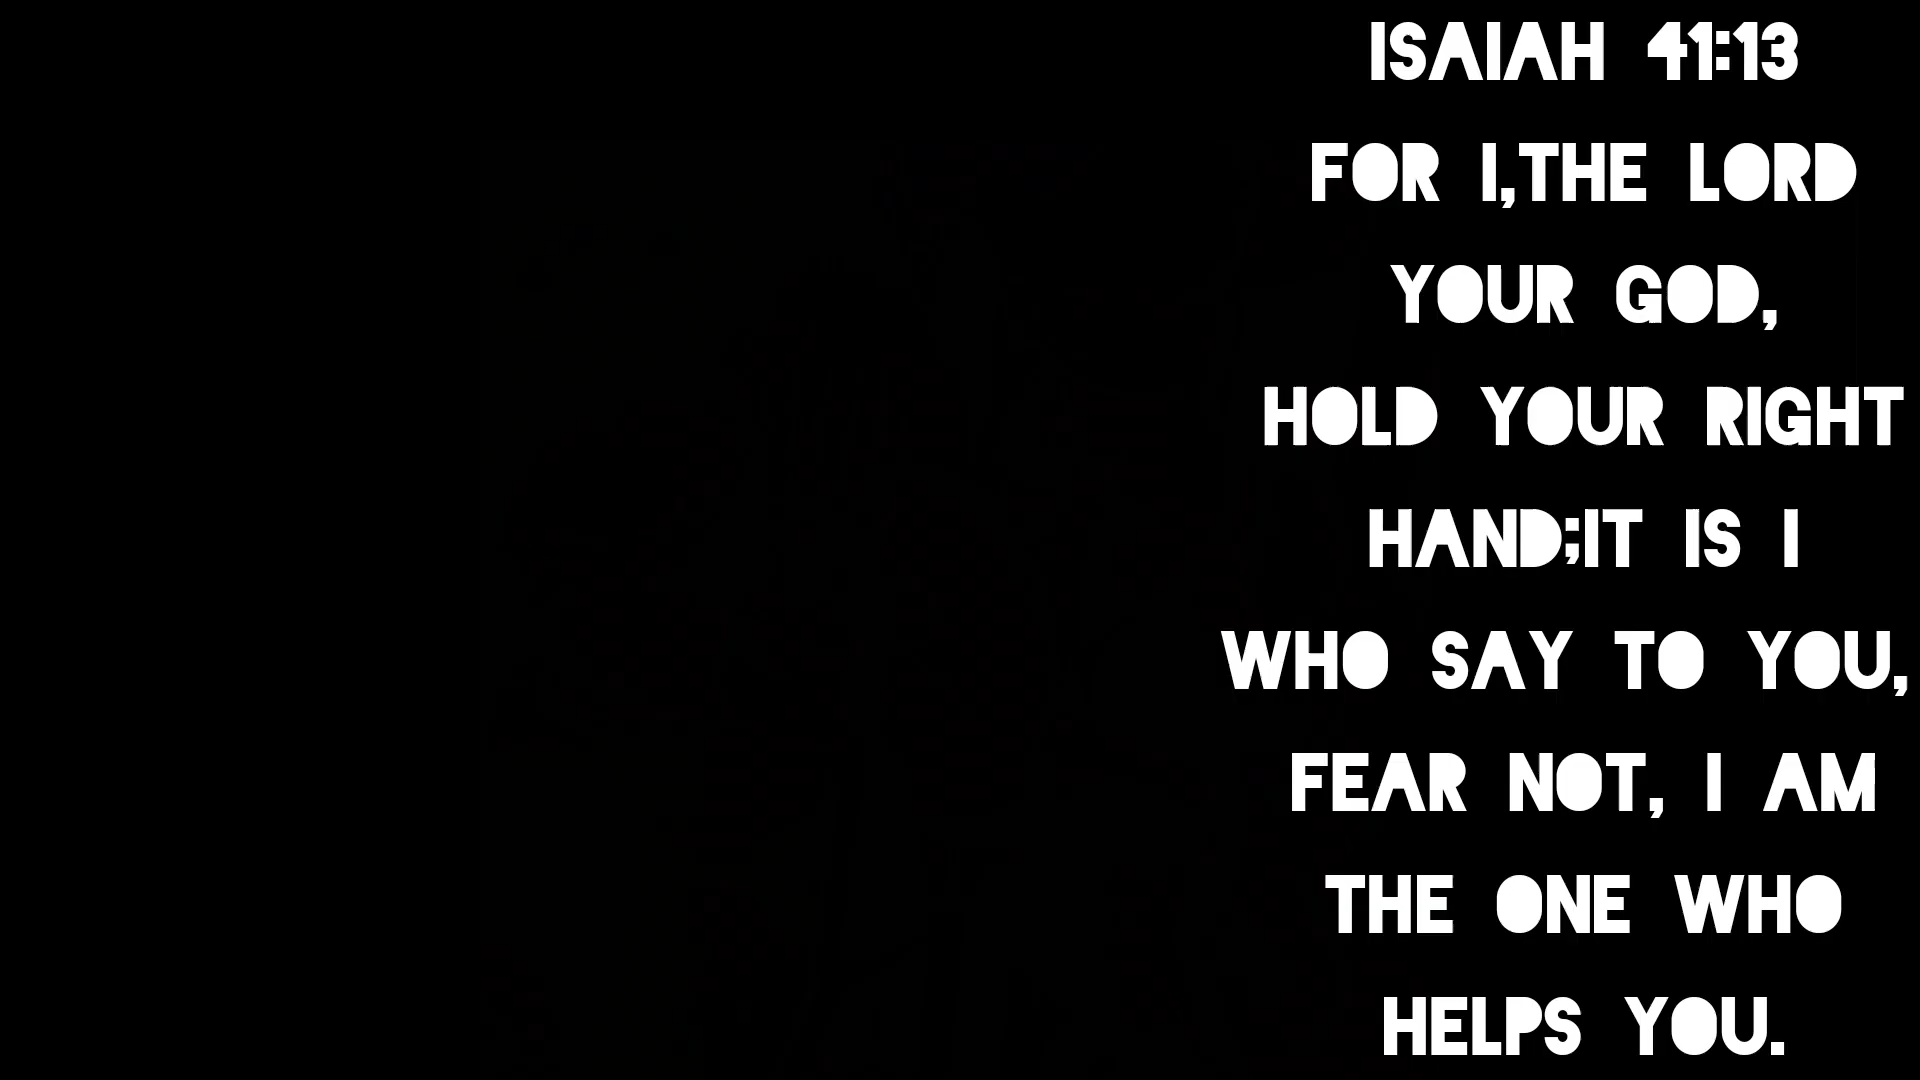 ISAIAH 41:13
FOR I,THE LORD
YOUR GOD,
HOLD YOUR RIGHT
HAND;IT IS I
WHO SAY TO YOU,
FEAR NOT, I AM
THE ONE WHO
HELPS YOU.